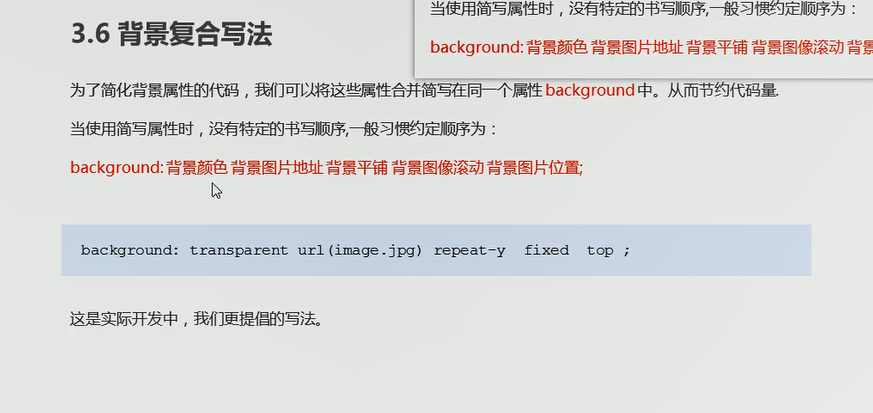 当使用简写属性时，没有特定的书写顺序,一般习惯约定顺序为：
background: 背景颜色 背景图片地址 背景平铺 背景图像滚动 背景
3.6 背景复合写法
为了简化背景属性的代码，我们可以将这些属性合并简写在同一个属性 background 中。从而节约代码量.
当使用简写属性时，没有特定的书写顺序,一般习惯约定顺序为：
background: 背景颜色 背景图片地址 背景平铺 背景图像滚动 背景图片位置;
background: transparent url(image.jpg) repeat-y  fixed  top ;
这是实际开发中，我们更提倡的写法。